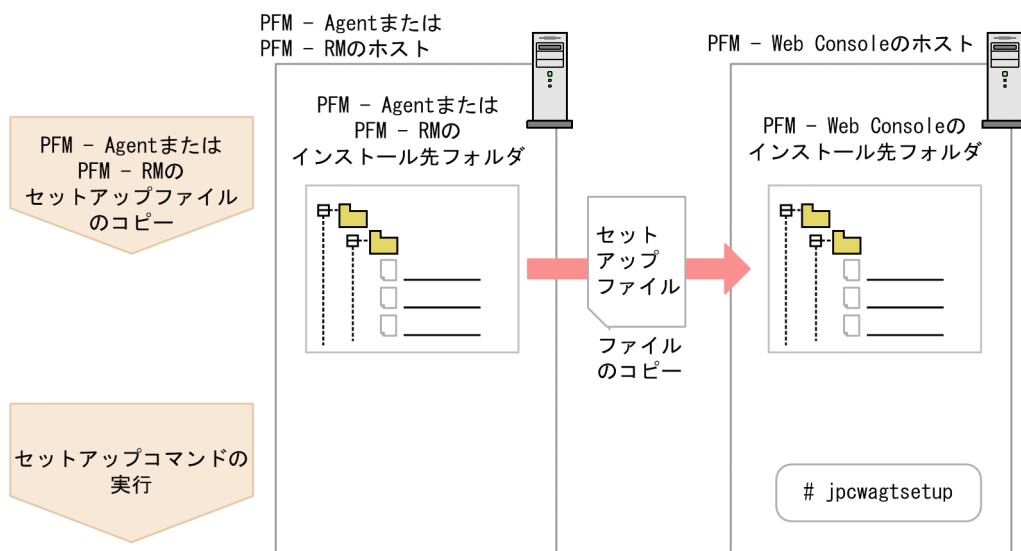 PFM − Agentまたは
PFM − RMのホスト
PFM − Web Consoleのホスト
PFM − Agentまたは
PFM − RMの
セットアップファイル
のコピー
PFM − Agentまたは
PFM − RMの
インストール先フォルダ
PFM − Web Consoleの
インストール先フォルダ
セット
アップ
ファイル
ファイル
のコピー
セットアップコマンドの
実行
# jpcwagtsetup